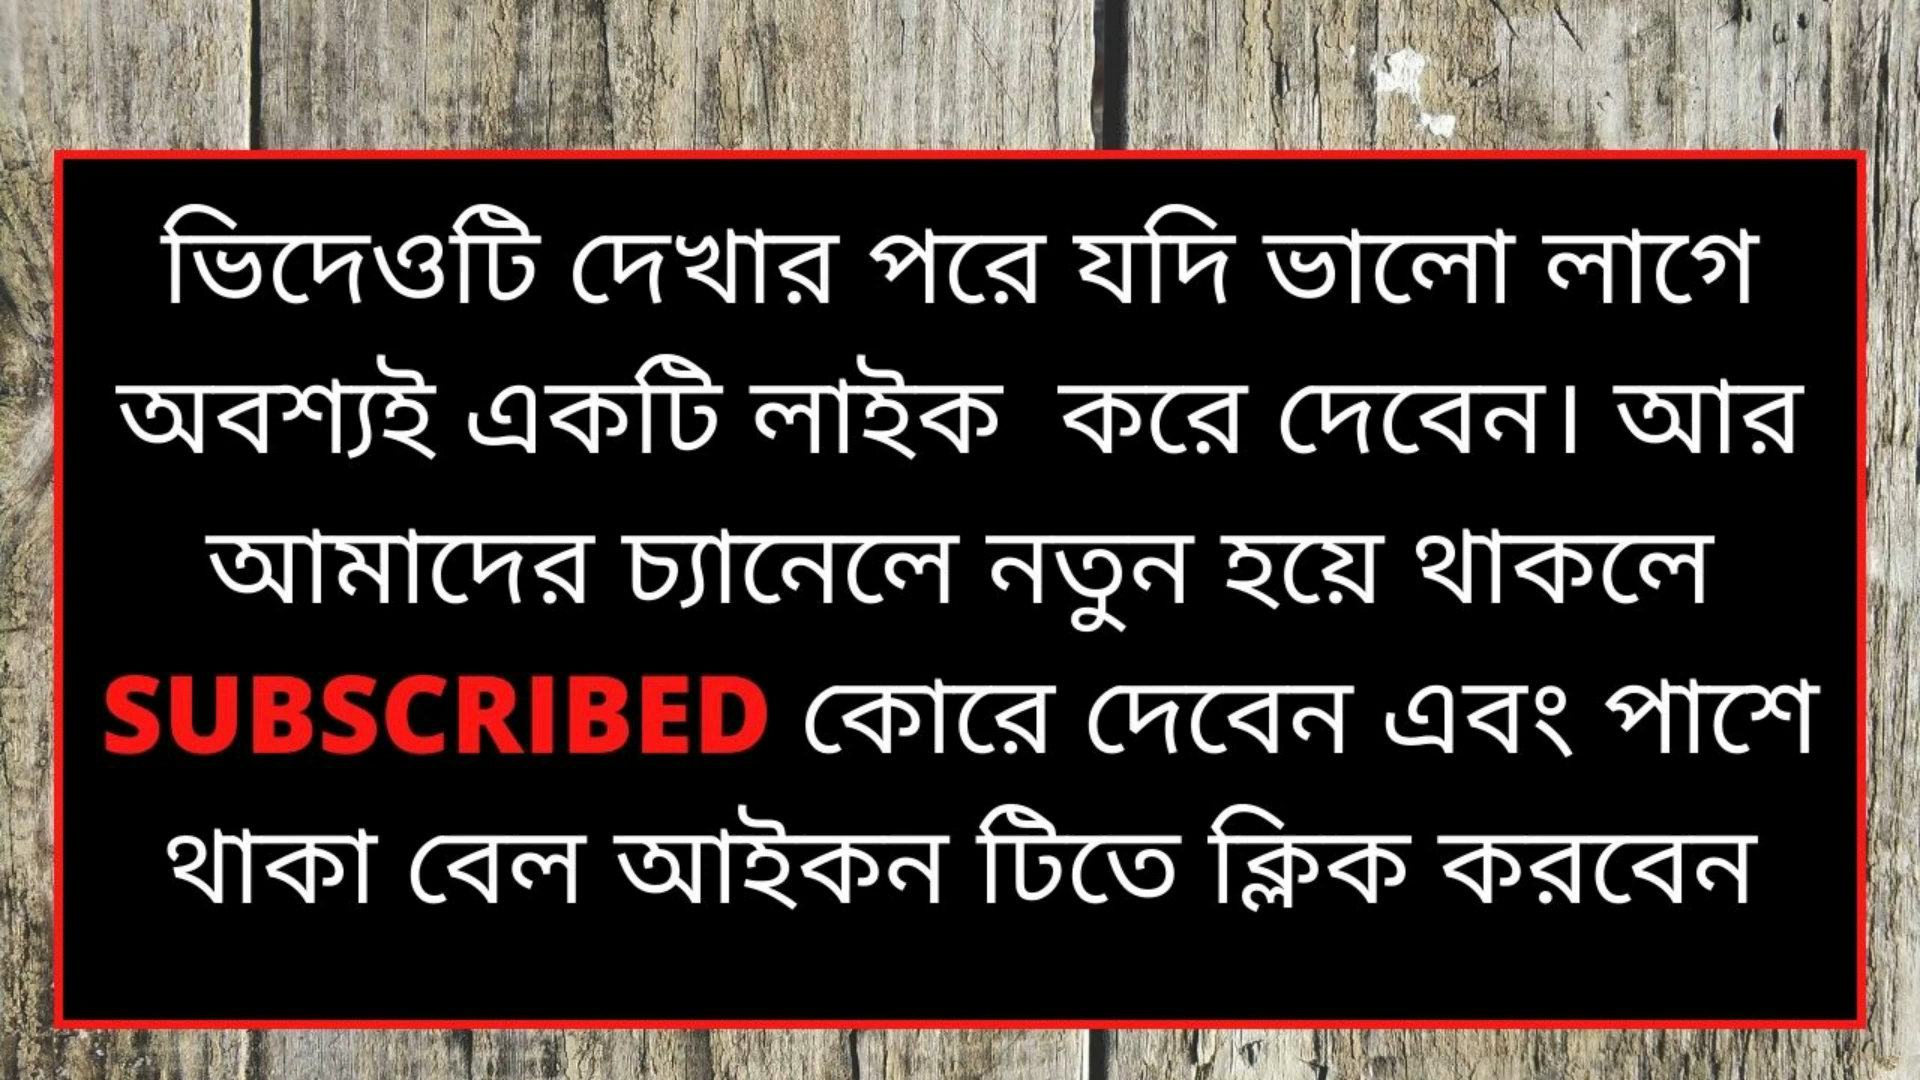 ভিদেওটি দেখার পরে যদি ভালো লাগে
অবশ্যই একটি লাইক  করে দেবেন। আর
আমাদের চ্যানেলে নতুন হয়ে থাকলে
SUBSCRIBED কোরে দেবেন এবং পাশে
থাকা বেল আইকন টিতে ক্লিক করবেন